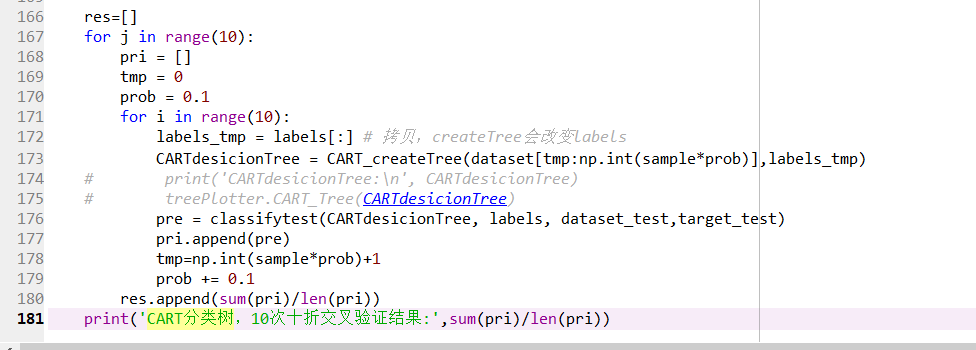 166 res=[]
167 for j in range(10):
168 pri = []
169 tmp = 0
170 prob = 0.1
171 for i in range(10):
172 labels_tmp = labels[:] # 拷贝，createTree会改变labels
173 CARTdesicionTree = CART_createTree(dataset[tmp:np.int(sample*prob)],labels_tmp)
174 # print('CARTdesicionTree:\n', CARTdesicionTree)
175 # treePlotter.CART_Tree(CARTdesicionTree)
176 pre = classifytest(CARTdesicionTree, labels, dataset_test,target_test)
177 pri.append(pre)
178 tmp=np.int(sample*prob)+1
179 prob += 0.1
180 res.append(sum(pri)/len(pri))
181 print('CART分类树，10次十折交叉验证结果:',sum(pri)/len(pri))